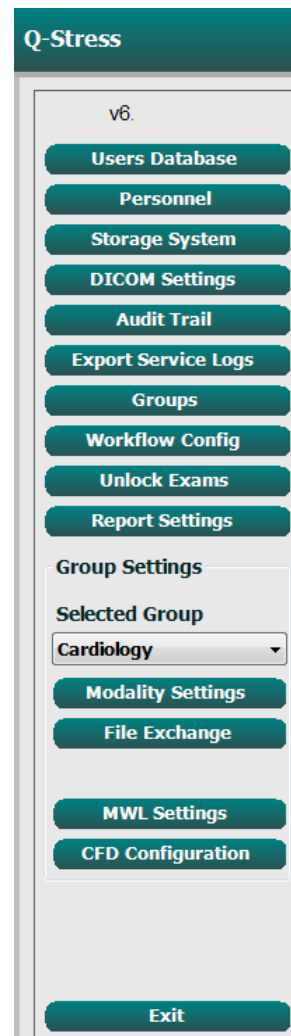 Q-Stress
v6.
Users Database
Personnel
Storage System
DICOM Settings
Audit Trail
Export Service Logs
Groups
Workflow Config
Unlock Exams
Report Settings
Group Settings
Selected Group
Cardiology
Modality Settings
File Exchange
MWL Settings
CFD Configuration
Exit